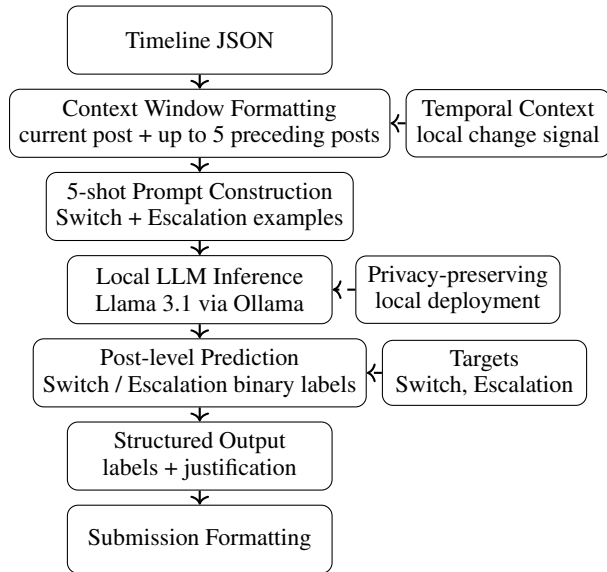 Timeline JSON
Context Window Formatting
current post + up to 5 preceding posts
Temporal Context
local change signal
5-shot Prompt Construction
Switch + Escalation examples
Local LLM Inference
Llama 3.1 via Ollama
Privacy-preserving
local deployment
Post-level Prediction
Switch / Escalation binary labels
Targets
Switch, Escalation
Structured Output
labels + justification
Submission Formatting